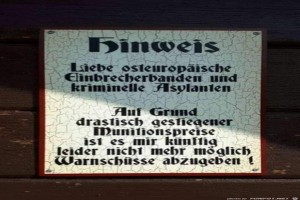 Hinweis
Liebe osteuropäische
Einbrecherbanden und
kriminelle Asylanten
Auf Grund
drastisch gestiegener
Munitionspreise
ist es mir künftig
leider nicht mehr möglich
Warnschüsse abzugeben !